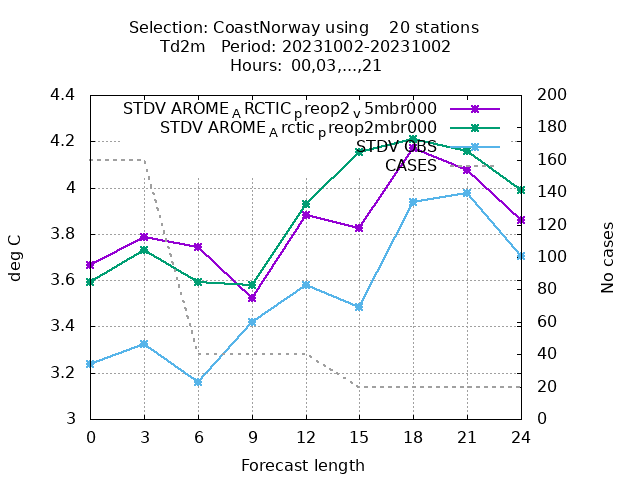 Selection: CoastNorway using    20 stations
Td2m   Period: 20231002-20231002
Hours:  00,03,...,21
STDV AROME_ARCTIC_preop2_v5mbr000
STDV AROME_Arctic_preop2mbr000
STDV OBS
CASES
4.4
4.2
4
3.8
3.6
3.4
3.2
3
deg C
200
180
160
140
120
100
80
60
40
20
0
No cases
0 3 6 9 12 15 18 21 24
Forecast length